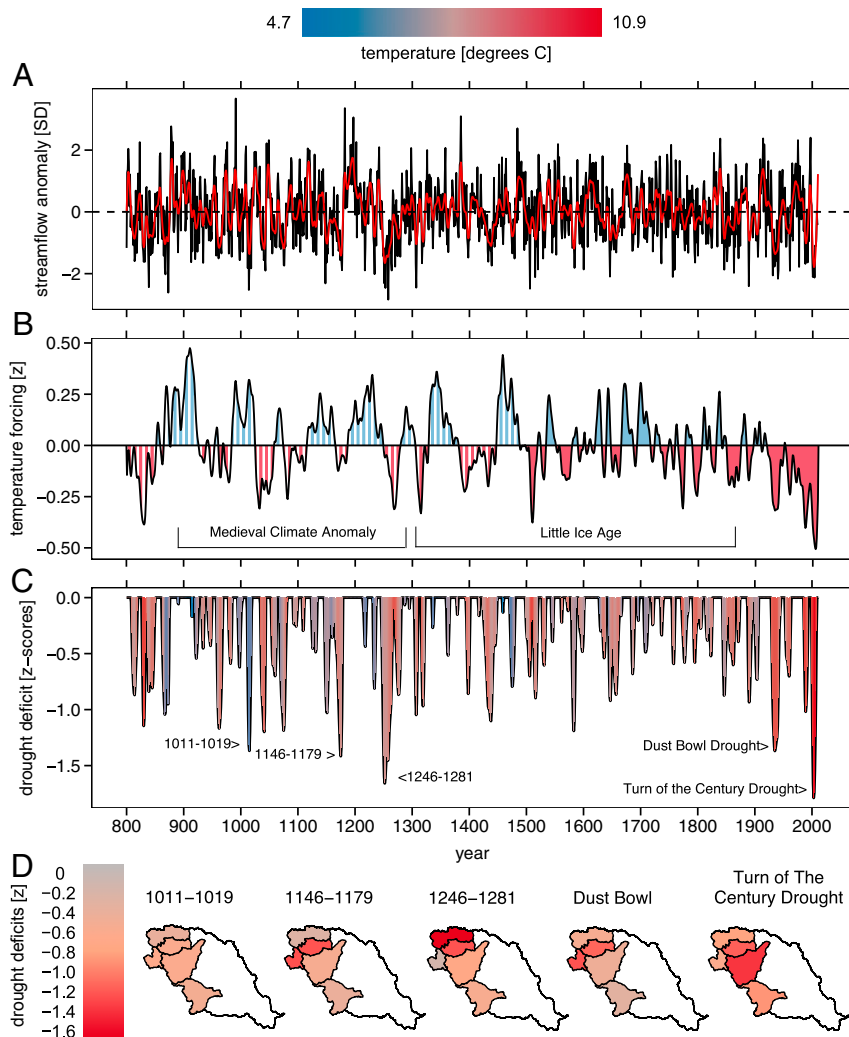 4.7 10.9
temperature [degrees C]
A
streamflow anomaly [SD]
2
0
−2
B
temperature forcing [z]
0.50
0.25
0.00
−0.25
−0.50
Medieval Climate Anomaly
Little Ice Age
C
drought deficit [z−scores]
0.0
−0.5
−1.0
−1.5
1011-1019>
1146-1179 >
<1246-1281
Dust Bowl Drought>
Turn of the Century Drought>
800 900 1000 1100 1200 1300 1400 1500 1600 1700 1800 1900 2000
year
D
drought deficits [z]
0
−0.2
−0.4
−0.6
−0.8
−1.0
−1.2
−1.4
−1.6
1011−1019
1146−1179
1246−1281
Dust Bowl
Turn of The
Century Drought